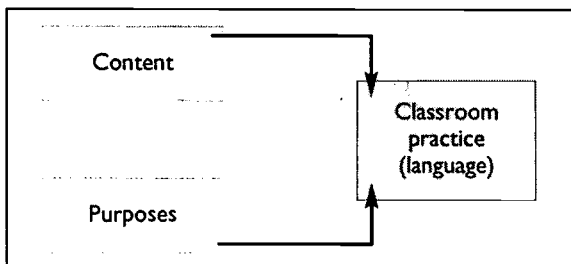 Content
Classroom
practice
(language)
Purposes